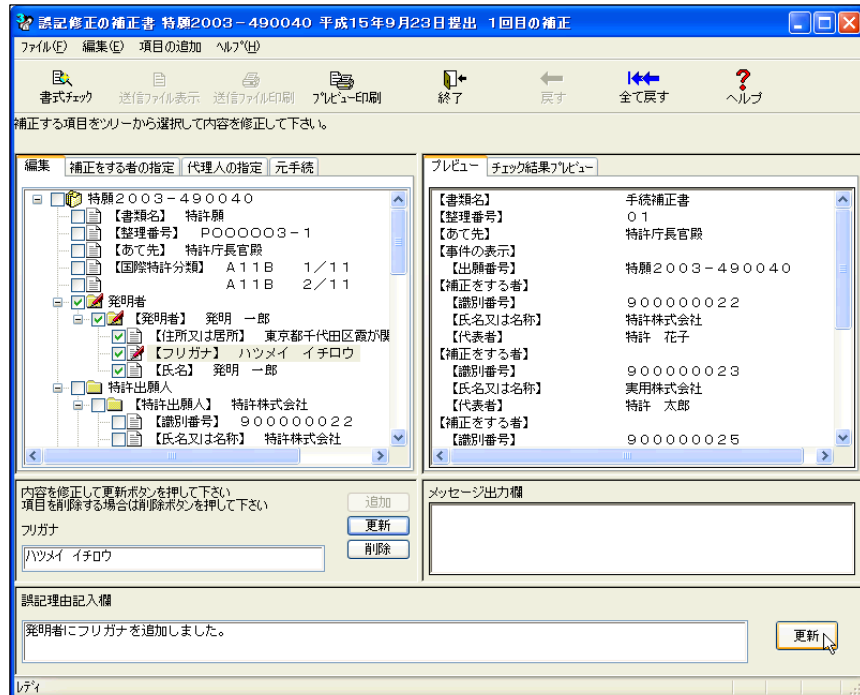 誤記修正の補正書 特願2003－490040 平成15年9月23日提出 1回目の補正
ファイル(F) 編集(E) 項目の追加 ヘルプ(H)
書式チェック 送信ファイル表示 送信ファイル印刷 プレビュー印刷 終了 戻す 全て戻す ヘルプ
補正する項目をツリーから選択して内容を修正して下さい。
編集 補正をする者の指定 代理人の指定 元手続
特願２００３－４９００４０
【書類名】 特許願
【整理番号】 Ｐ０００００３－１
【あて先】 特許庁長官殿
【国際特許分類】 Ａ１１Ｂ １／１１
Ａ１１Ｂ ２／１１
発明者
【発明者】 発明 一郎
【住所又は居所】 東京都千代田区霞が関
【フリガナ】 ハツメイ イチロウ
【氏名】 発明 一郎
特許出願人
【特許出願人】 特許株式会社
【識別番号】 ９０００００００２２
【氏名又は名称】 特許株式会社
プレビュー チェック結果プレビュー
【書類名】 手続補正書
【整理番号】 ０１
【あて先】 特許庁長官殿
【事件の表示】
【出願番号】 特願２００３－４９００４０
【補正をする者】
【識別番号】 ９００００００２２
【氏名又は名称】 特許株式会社
【代表者】 特許 花子
【補正をする者】
【識別番号】 ９００００００２３
【氏名又は名称】 実用株式会社
【代表者】 特許 太郎
【補正をする者】
【識別番号】 ９００００００２５
内容を修正して更新ボタンを押して下さい
項目を削除する場合は削除ボタンを押して下さい
追加
フリガナ
更新
ハツメイ イチロウ
削除
メッセージ出力欄
誤記理由記入欄
発明者にフリガナを追加しました。
更新
レディ